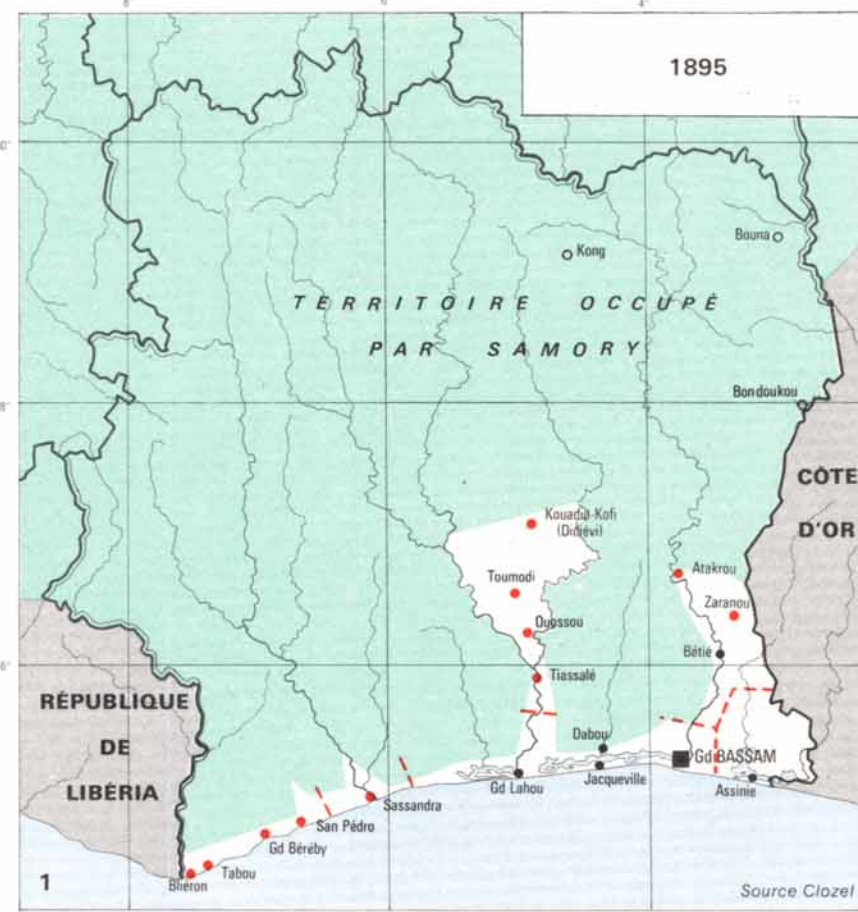 1895
Kong
Bouna
TERRITOIRE OCCUPÉ
PAR SAMORY
Bondoukou
CÔTE
D'OR
Kouadio-Kofi
(Didiévi)
Toumodi
Ouossou
Tiassalé
Atakrou
Zaranou
Bétié
RÉPUBLIQUE
DE
LIBÉRIA
Dabou
Gd BASSAM
Jacqueville
Assinie
Gd Lahou
Sassandra
San Pédro
Gd Béréby
Tabou
Bliéron
1
Source Clozel